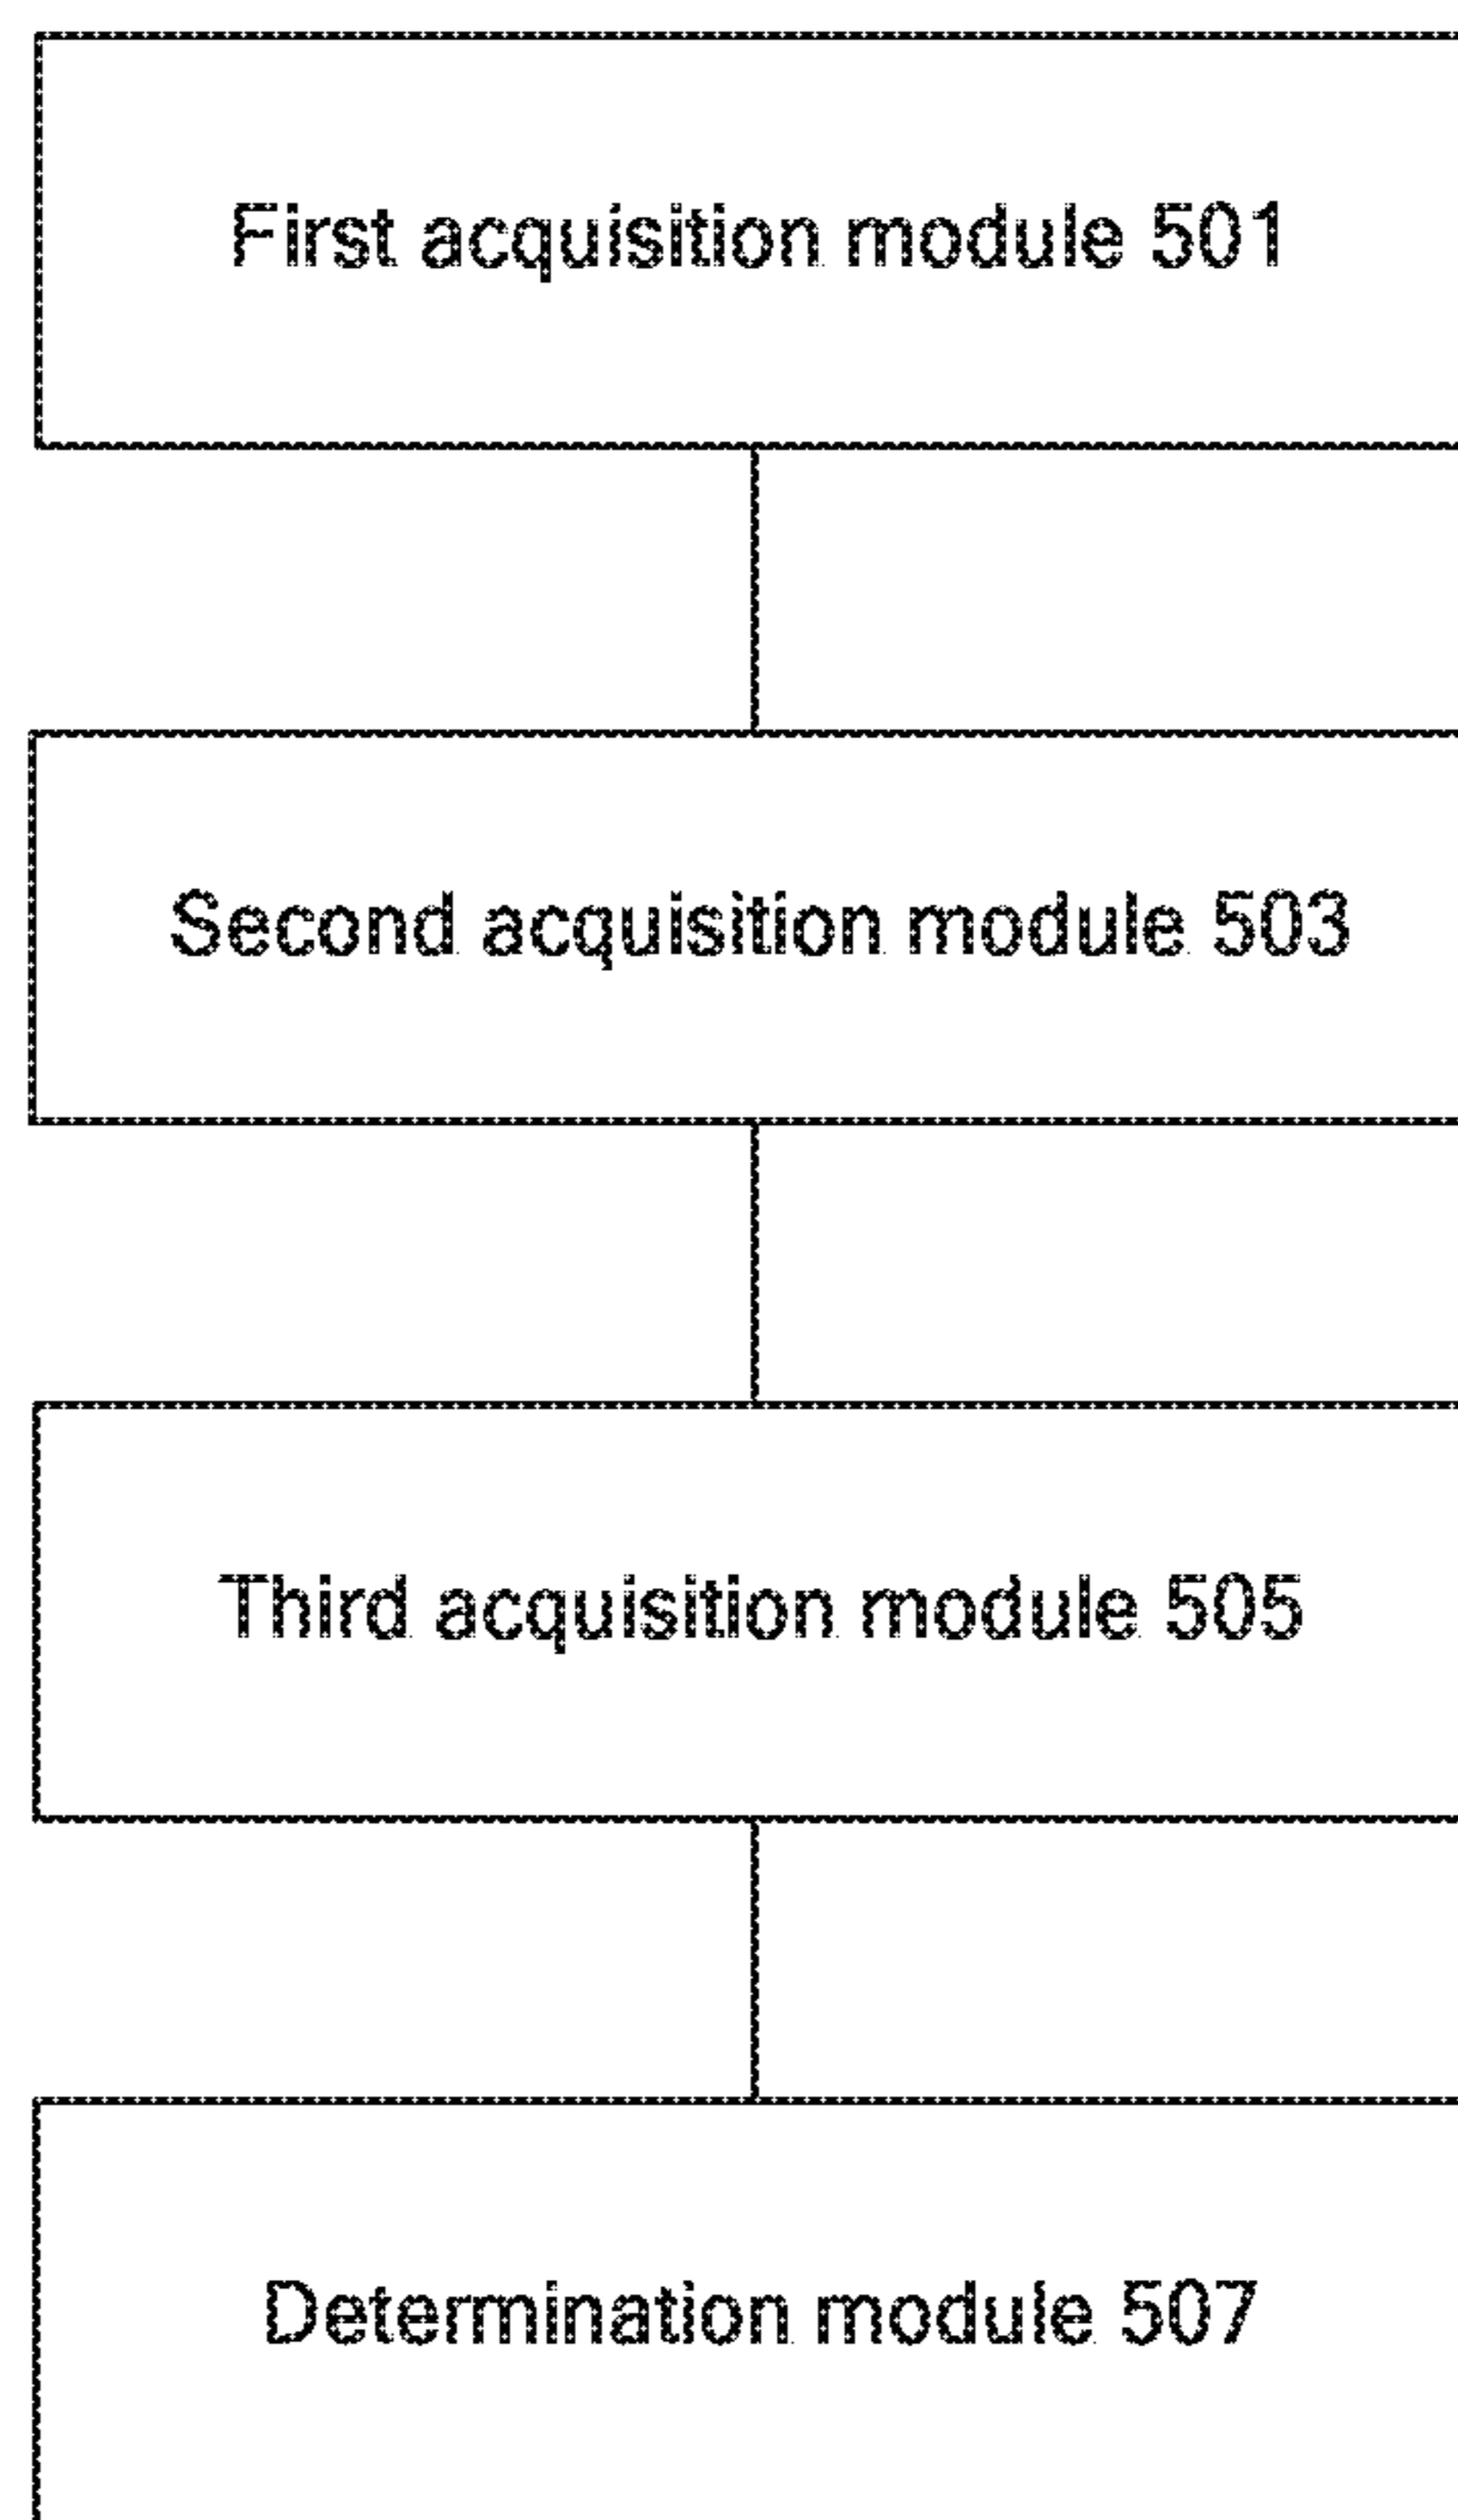 First acquisition module 501
Second acquisition module 503
Third acquisition module 505
Determination module 507